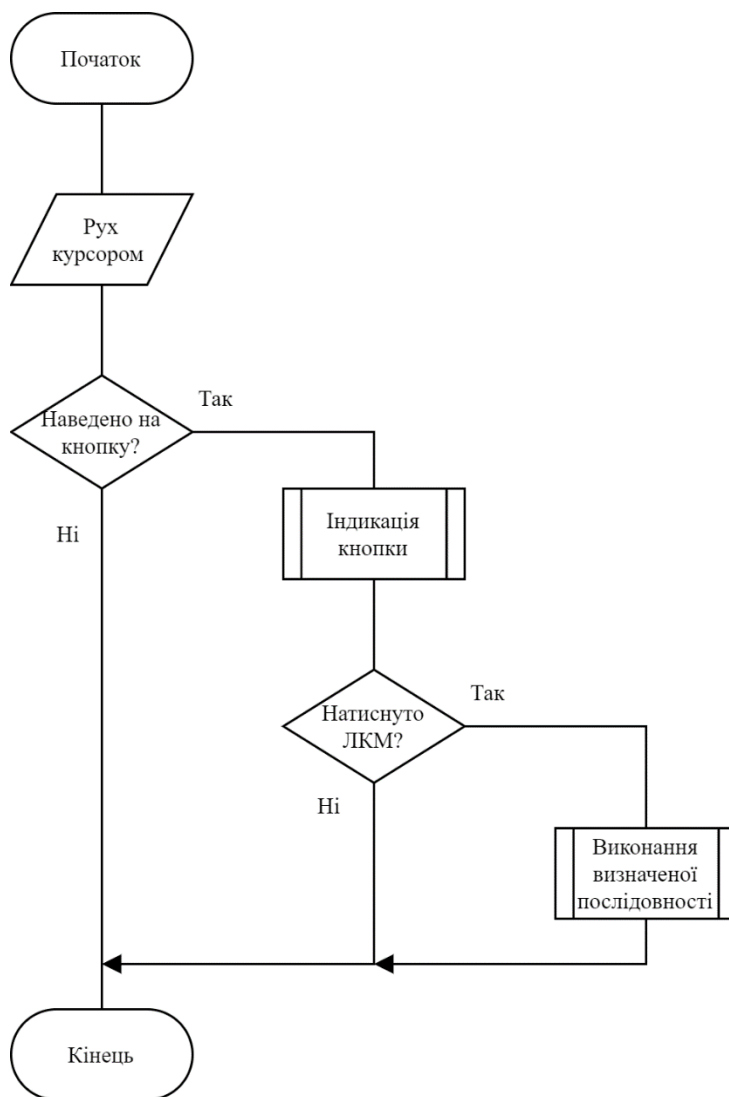 Початок
Рух
курсором
Наведено на
кнопку?
Так
Ні
Індикація
кнопки
Натиснуто
ЛКМ?
Так
Ні
Виконання
визначеної
послідовності
Кінець